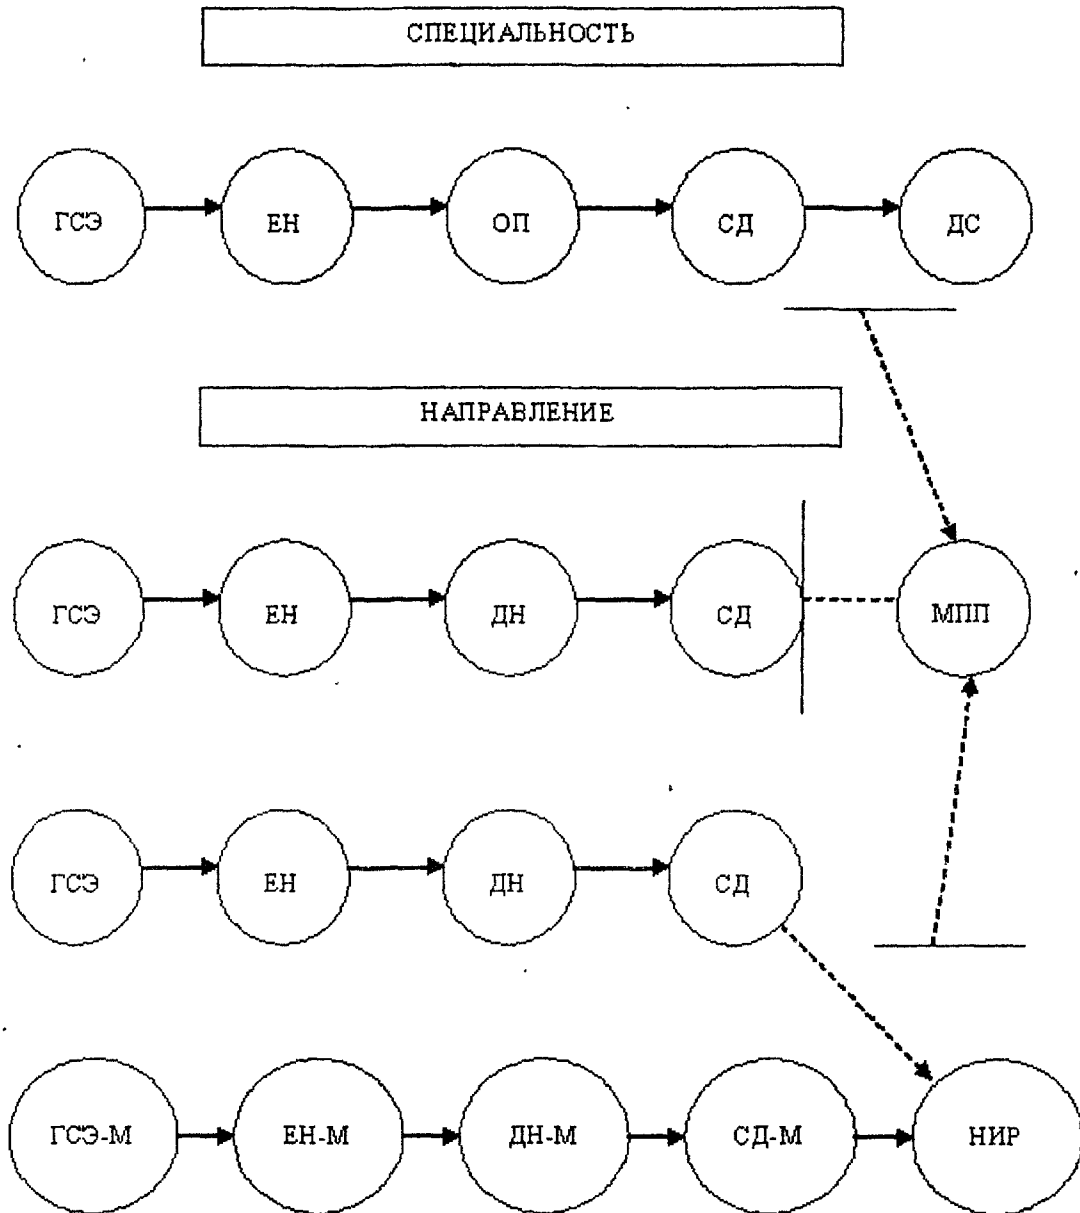 СПЕЦИАЛЬНОСТЬ
ГСЭ ЕН ОП СД ДС
НАПРАВЛЕНИЕ
ГСЭ ЕН ДН СД МПП
ГСЭ ЕН ДН СД
ГСЭ-М ЕН-М ДН-М СД-М НИР